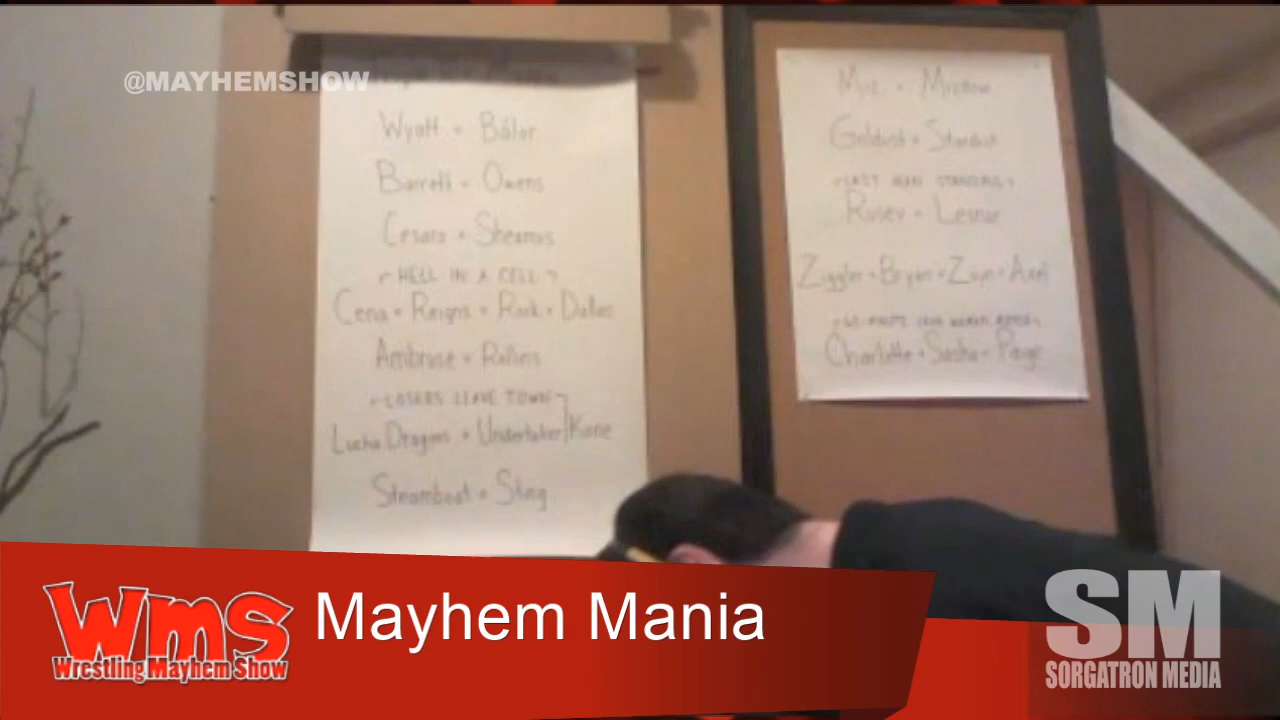 @MAYHEMSHOW
Wyatt - Bálor
Barrett - Owens
Cesaro - Sheamus
HELL IN A CELL
Cena - Reigns - Rock - Dallas
Ambrose - Rollins
LOSERS LEAVE TOWN
Lucha Dragons - Undertaker/Kane
Steamboat - Sting
Miz - Mizdow
Goldust - Stardust
LAST MAN STANDING
Rusev - Lesnar
Ziggler - Bryan - Zayn - Axel
Charlotte - Sasha - Paige
Wms
Wrestling Mayhem Show
Mayhem Mania
SM
SORGATRON MEDIA